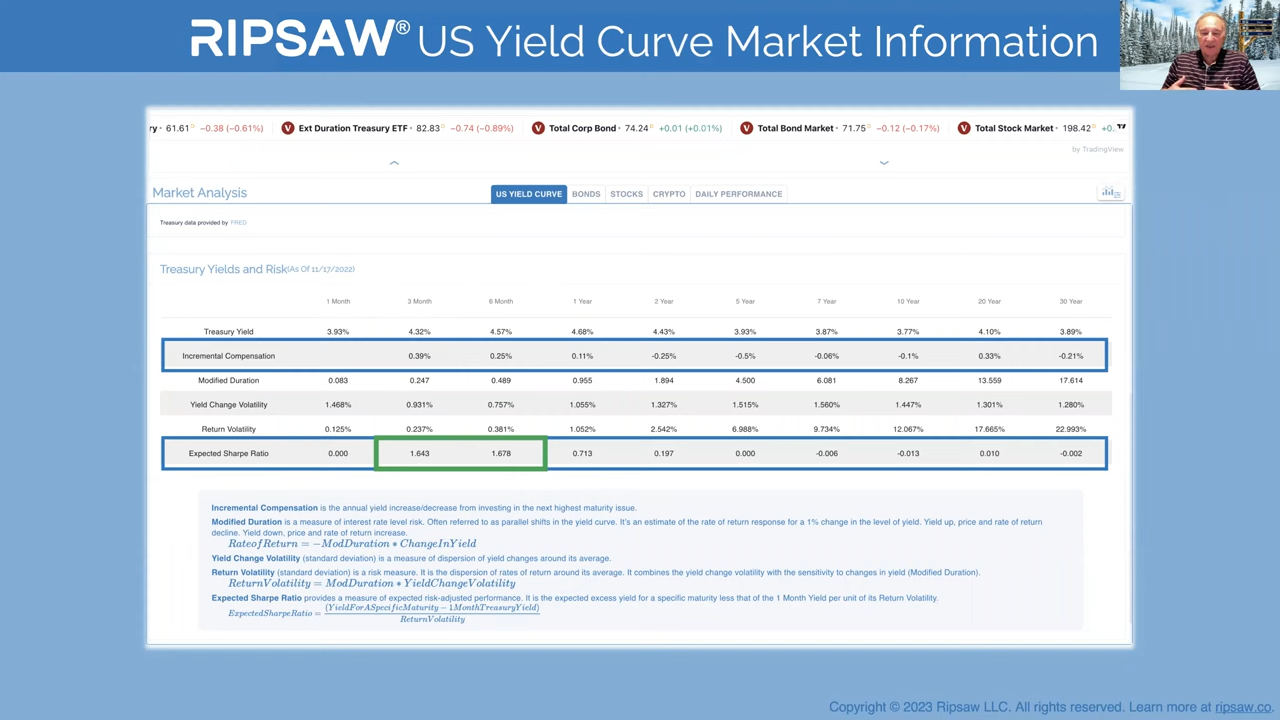 RIPSAW® US Yield Curve Market Information
ry · 61.61 D −0.38 (−0.61%) V Ext Duration Treasury ETF · 82.83 D −0.74 (−0.89%) V Total Corp Bond · 74.24 D +0.01 (+0.01%) V Total Bond Market · 71.75 D −0.12 (−0.17%) V Total Stock Market · 198.42 D +0.
by TradingView
Market Analysis US YIELD CURVE BONDS STOCKS CRYPTO DAILY PERFORMANCE
Treasury data provided by FRED
Treasury Yields and Risk(As Of 11/17/2022)
1 Month 3 Month 6 Month 1 Year 2 Year 5 Year 7 Year 10 Year 20 Year 30 Year
Treasury Yield 3.93% 4.32% 4.57% 4.68% 4.43% 3.93% 3.87% 3.77% 4.10% 3.89%
Incremental Compensation 0.39% 0.25% 0.11% -0.25% -0.5% -0.06% -0.1% 0.33% -0.21%
Modified Duration 0.083 0.247 0.489 0.955 1.894 4.500 6.081 8.267 13.559 17.614
Yield Change Volatility 1.468% 0.931% 0.757% 1.055% 1.327% 1.515% 1.560% 1.447% 1.301% 1.280%
Return Volatility 0.125% 0.237% 0.381% 1.052% 2.542% 6.988% 9.734% 12.067% 17.665% 22.993%
Expected Sharpe Ratio 0.000 1.643 1.678 0.713 0.197 0.000 -0.006 -0.013 0.010 -0.002
Incremental Compensation is the annual yield increase/decrease from investing in the next highest maturity issue.
Modified Duration is a measure of interest rate level risk. Often referred to as parallel shifts in the yield curve. It's an estimate of the rate of return response for a 1% change in the level of yield. Yield up, price and rate of return
decline. Yield down, price and rate of return increase.
RateofReturn = −ModDuration ∗ ChangeInYield
Yield Change Volatility (standard deviation) is a measure of dispersion of yield changes around its average.
Return Volatility (standard deviation) is a risk measure. It is the dispersion of rates of return around its average. It combines the yield change volatility with the sensitivity to changes in yield (Modified Duration).
ReturnVolatility = ModDuration ∗ YieldChangeVolatility
Expected Sharpe Ratio provides a measure of expected risk-adjusted performance. It is the expected excess yield for a specific maturity less that of the 1 Month Yield per unit of its Return Volatility.
ExpectedSharpeRatio = (YieldForASpecificMaturity − 1MonthTreasuryYield)
ReturnVolatility
Copyright © 2023 Ripsaw LLC. All rights reserved. Learn more at ripsaw.co.